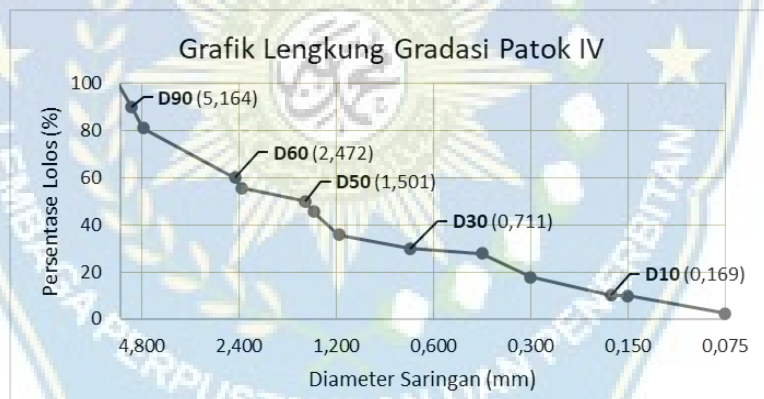 Grafik Lengkung Gradasi Patok IV
Persentase Lolos (%)
100
80
60
40
20
0
D90 (5,164)
D60 (2,472)
D50 (1,501)
D30 (0,711)
D10 (0,169)
4,800 2,400 1,200 0,600 0,300 0,150 0,075
Diameter Saringan (mm)